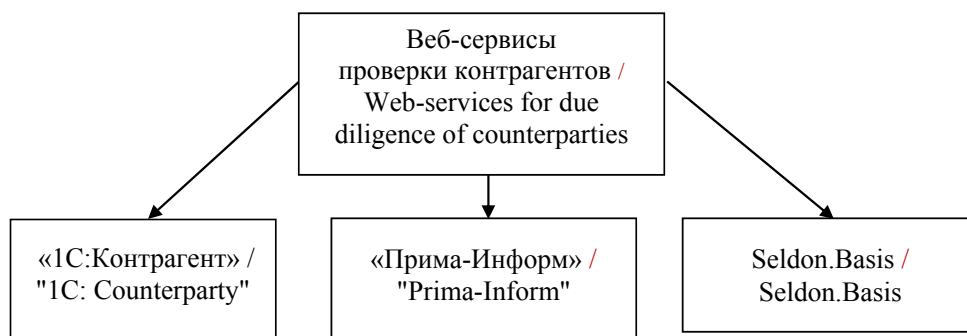 Веб-сервисы
проверки контрагентов /
Web-services for due
diligence of counterparties
«1С:Контрагент» /
"1C: Counterparty"
«Прима-Информ» /
"Prima-Inform"
Seldon.Basis /
Seldon.Basis